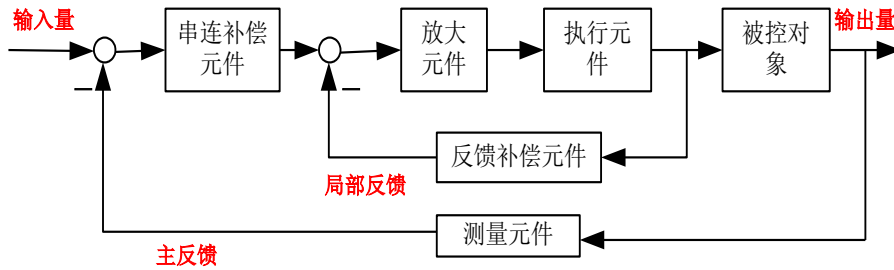 输入量
串连补偿
元件
放大
元件
执行元
件
被控对
象
输出量
反馈补偿元件
局部反馈
测量元件
主反馈